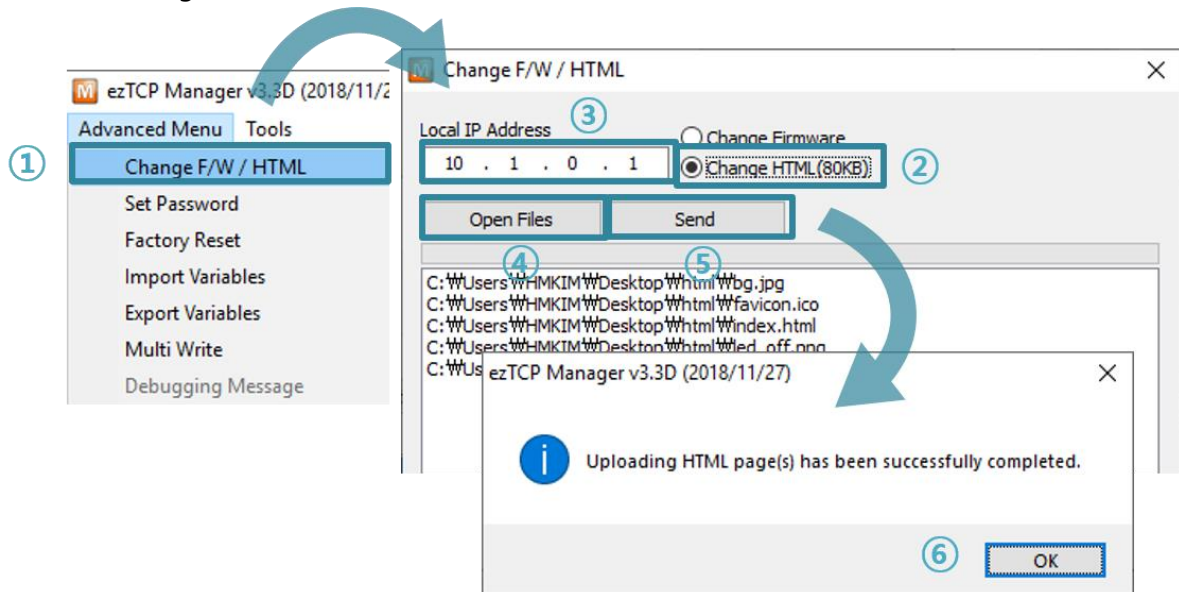 ezTCP Manager v3.3D (2018/11/2
Advanced Menu Tools
①
Change F/W / HTML
Set Password
Factory Reset
Import Variables
Export Variables
Multi Write
Debugging Message
Change F/W / HTML
Local IP Address
③
Change Firmware
10 . 1 . 0 . 1
Change HTML(80KB)
②
Open Files
Send
④
⑤
C:₩Users₩HMKIM₩Desktop₩html₩bg.jpg
C:₩Users₩HMKIM₩Desktop₩html₩favicon.ico
C:₩Users₩HMKIM₩Desktop₩html₩index.html
C:₩Users₩HMKIM₩Desktop₩html₩led_off.png
C:₩Us
ezTCP Manager v3.3D (2018/11/27)
Uploading HTML page(s) has been successfully completed.
⑥
OK